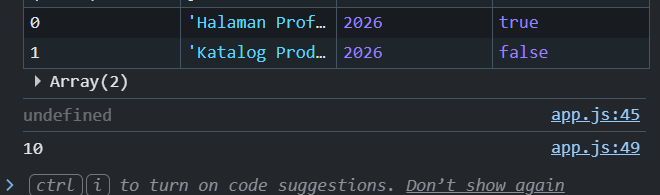 0 'Halaman Prof… 2026 true
1 'Katalog Prod… 2026 false
▶ Array(2)
undefined app.js:45
10 app.js:49
> ctrl i to turn on code suggestions. Don't show again